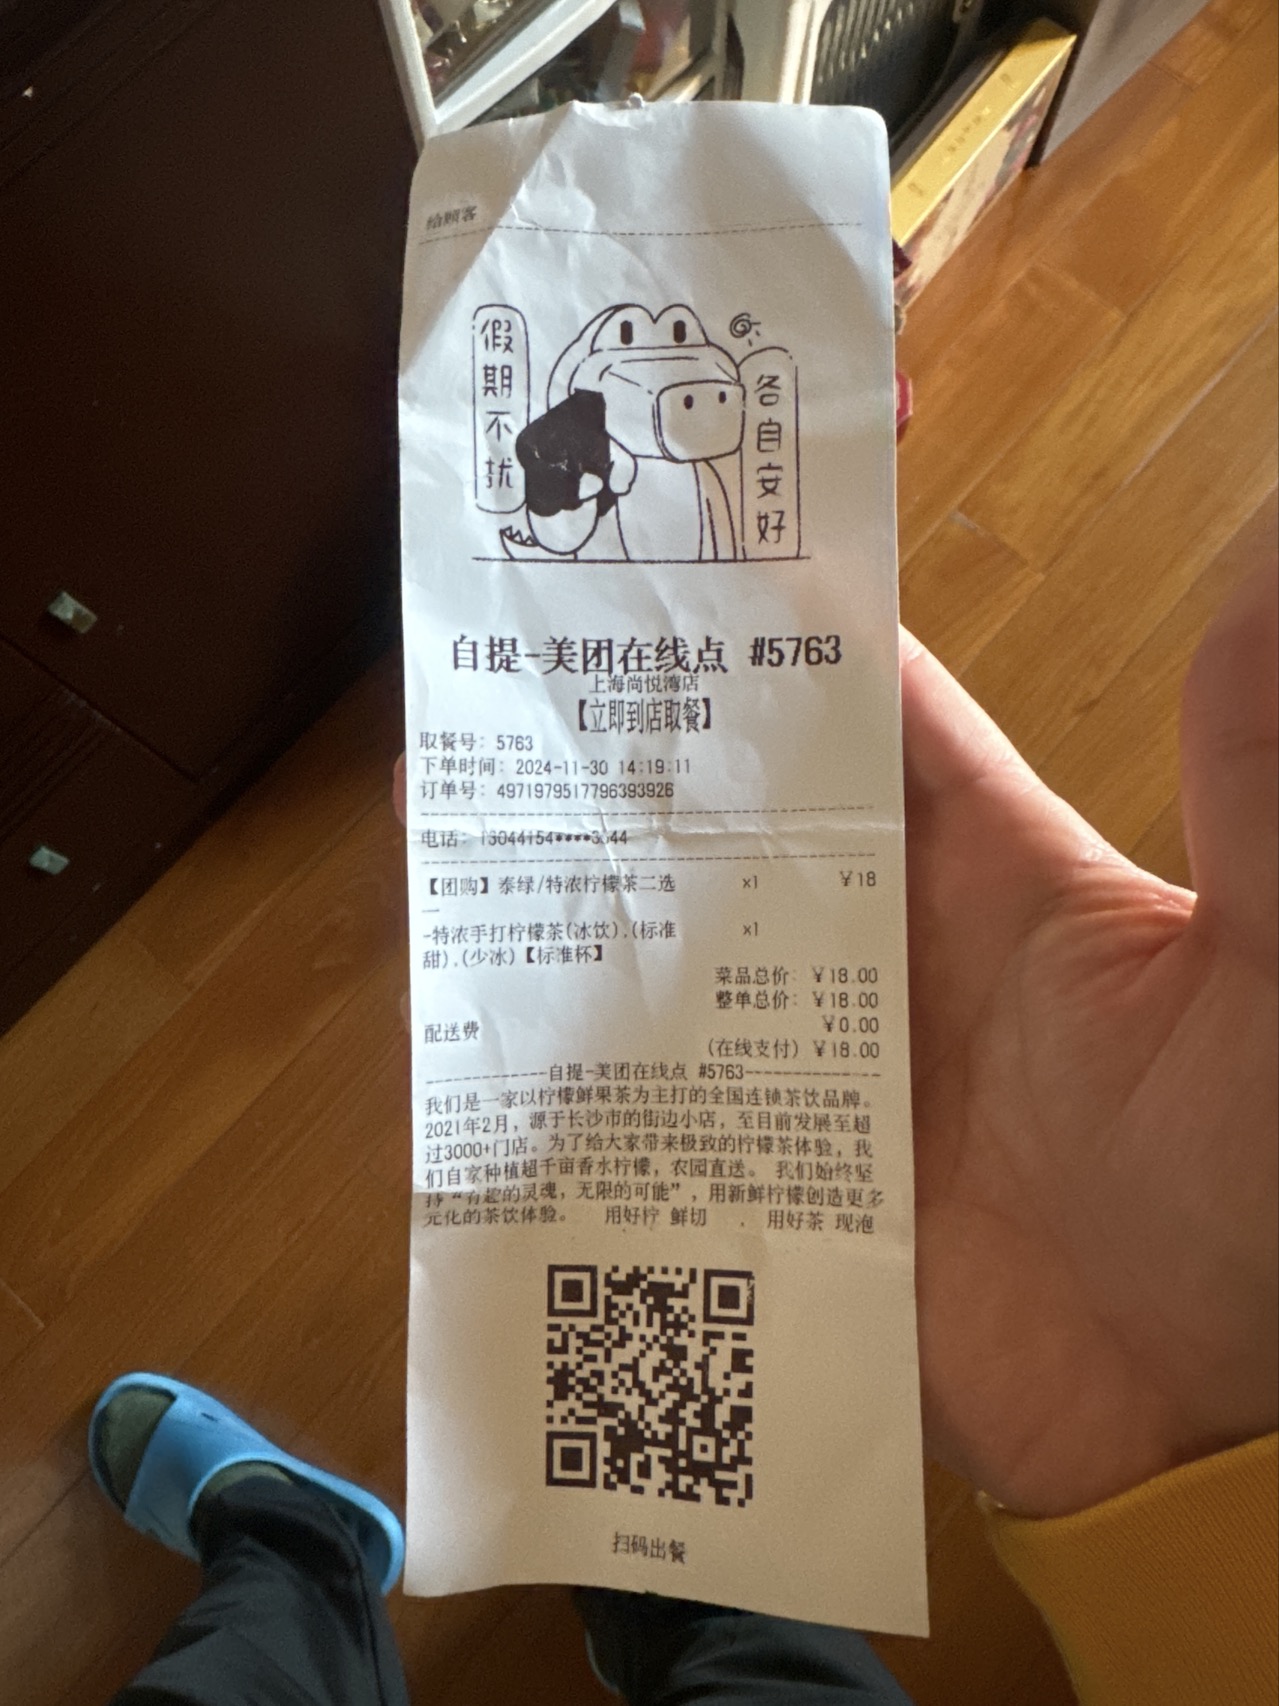 给顾客
假期不扰
各自安好
自提-美团在线点 #5763
上海尚悦湾店
【立即到店取餐】
取餐号: 5763
下单时间: 2024-11-30 14:19:11
订单号: 4971979517796393926
电话: 13044154****3344
【团购】泰绿/特浓柠檬茶二选 x1 ￥18
一
-特浓手打柠檬茶(冰饮).(标准 x1
甜).(少冰)【标准杯】
菜品总价: ￥18.00
整单总价: ￥18.00
配送费 ￥0.00
(在线支付) ￥18.00
----------自提-美团在线点 #5763----------
我们是一家以柠檬鲜果茶为主打的全国连锁茶饮品牌。
2021年2月，源于长沙市的街边小店，至目前发展至超
过3000+门店。为了给大家带来极致的柠檬茶体验，我
们自家种植超千亩香水柠檬，农园直送。 我们始终坚
持“有趣的灵魂，无限的可能”，用新鲜柠檬创造更多
元化的茶饮体验。 用好柠 鲜切 ， 用好茶 现泡
扫码出餐